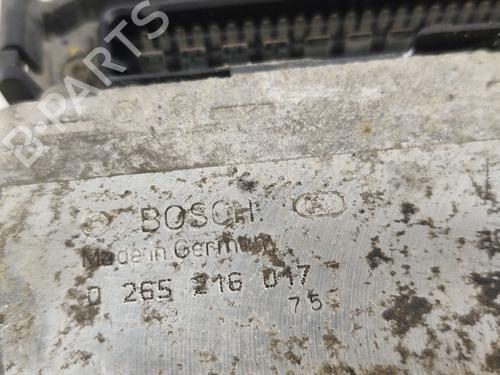 B-PARTS
BOSCH
Made in Germany
0 265 216 017
75